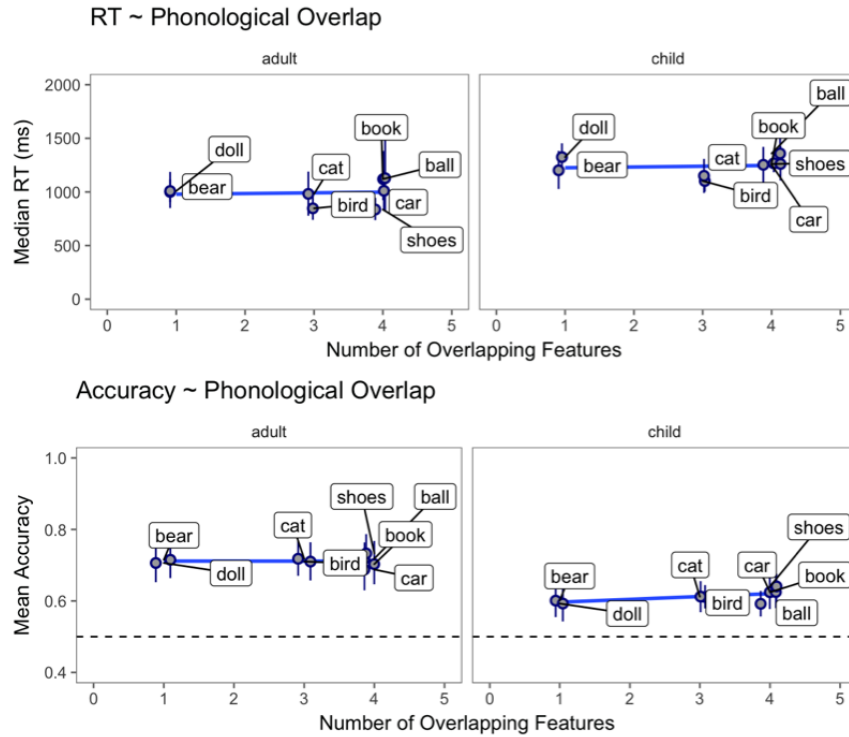 RT ~ Phonological Overlap
adult
child
Median RT (ms)
2000
1500
1000
500
0
doll
bear
cat
bird
book
ball
car
shoes
doll
bear
cat
bird
book
ball
shoes
car
0 1 2 3 4 5
0 1 2 3 4 5
Number of Overlapping Features
Accuracy ~ Phonological Overlap
adult
child
Mean Accuracy
1.0
0.8
0.6
0.4
bear
doll
cat
bird
shoes
ball
book
car
bear
doll
cat
bird
car
shoes
book
ball
0 1 2 3 4 5
0 1 2 3 4 5
Number of Overlapping Features